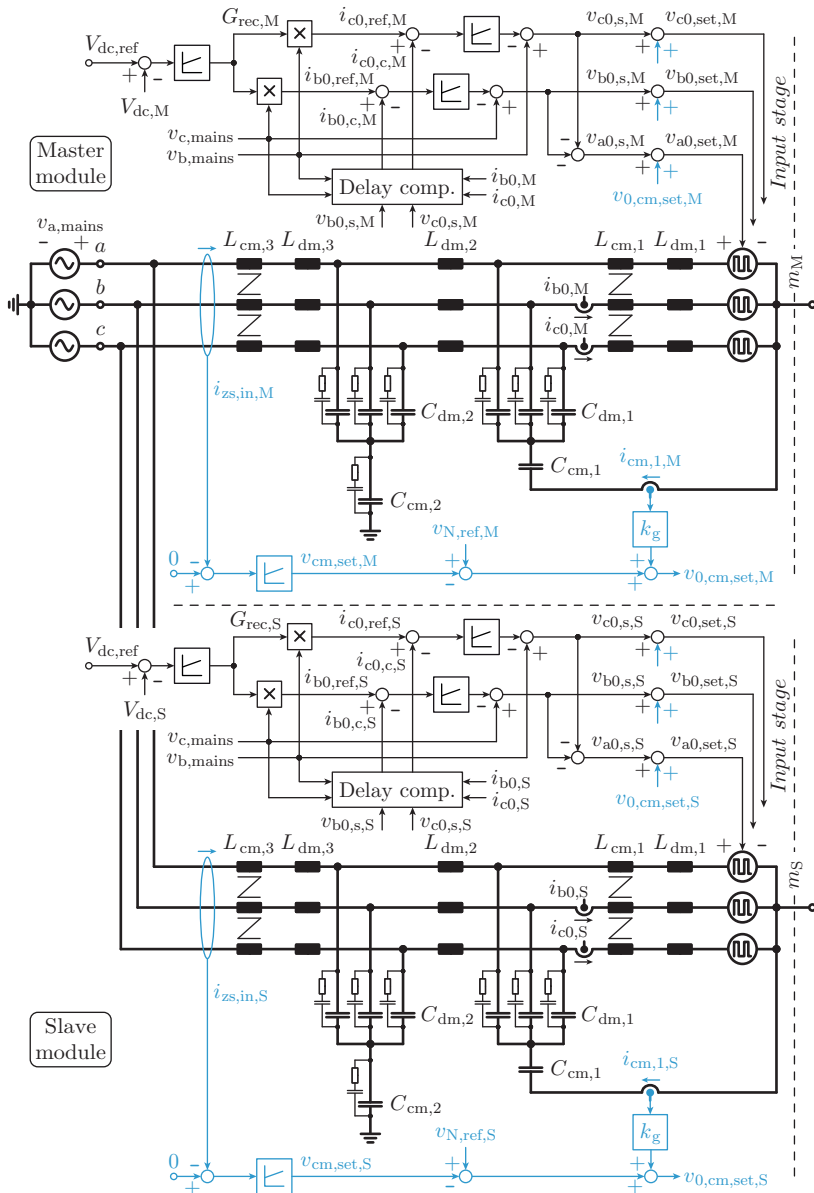 G_rec,M i_c0,ref,M v_c0,s,M v_c0,set,M
V_dc,ref + - + - - + + +
i_c0,c,M
V_dc,M i_b0,ref,M v_b0,s,M v_b0,set,M
i_b0,c,M + - - + + +
v_c,mains
v_b,mains - - v_a0,s,M v_a0,set,M + +
Input stage
Master
module
Delay comp. i_b0,M
i_c0,M
v_0,cm,set,M
v_b0,s,M v_c0,s,M
v_a,mains
- + a L_cm,3 L_dm,3 L_dm,2 L_cm,1 L_dm,1 + -
m_M
b i_b0,M
c i_c0,M
i_zs,in,M
C_dm,2 C_dm,1
C_cm,1 i_cm,1,M
C_cm,2
v_N,ref,M k_g
0 - + v_cm,set,M + - + + v_0,cm,set,M
G_rec,S i_c0,ref,S v_c0,s,S v_c0,set,S
V_dc,ref + - + - - + + +
i_c0,c,S
V_dc,S i_b0,ref,S v_b0,s,S v_b0,set,S
i_b0,c,S + - - + + +
v_c,mains
v_b,mains - - v_a0,s,S v_a0,set,S + +
Input stage
Delay comp. i_b0,S
i_c0,S
v_0,cm,set,S
v_b0,s,S v_c0,s,S
L_cm,3 L_dm,3 L_dm,2 L_cm,1 L_dm,1 + -
m_S
i_b0,S
i_c0,S
i_zs,in,S
C_dm,2 C_dm,1
Slave
module
C_cm,1 i_cm,1,S
C_cm,2
v_N,ref,S k_g
0 - + v_cm,set,S + - + + v_0,cm,set,S